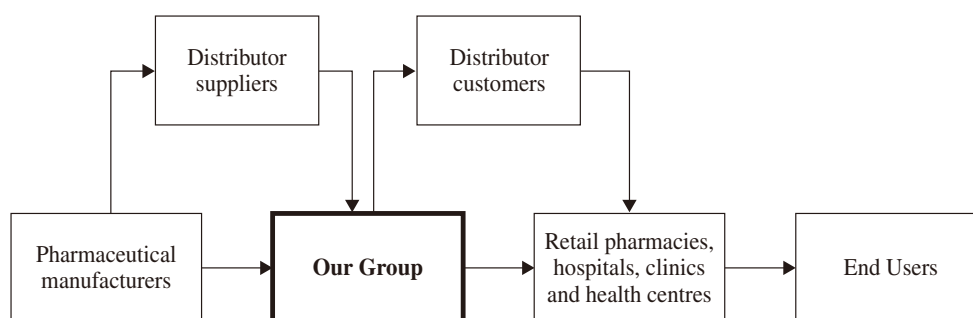 Distributor
suppliers
Distributor
customers
Pharmaceutical
manufacturers
Our Group
Retail pharmacies,
hospitals, clinics
and health centres
End Users